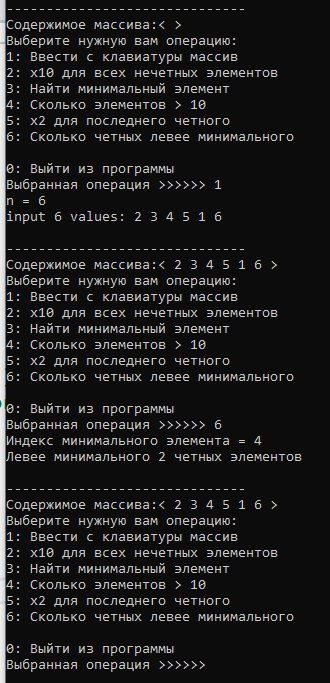 ------------------------------
Содержимое массива:< >
Выберите нужную вам операцию:
1: Ввести с клавиатуры массив
2: x10 для всех нечетных элементов
3: Найти минимальный элемент
4: Сколько элементов > 10
5: x2 для последнего четного
6: Сколько четных левее минимального
0: Выйти из программы
Выбранная операция >>>>>> 1
n = 6
input 6 values: 2 3 4 5 1 6
------------------------------
Содержимое массива:< 2 3 4 5 1 6 >
Выберите нужную вам операцию:
1: Ввести с клавиатуры массив
2: x10 для всех нечетных элементов
3: Найти минимальный элемент
4: Сколько элементов > 10
5: x2 для последнего четного
6: Сколько четных левее минимального
0: Выйти из программы
Выбранная операция >>>>>> 6
Индекс минимального элемента = 4
Левее минимального 2 четных элементов
------------------------------
Содержимое массива:< 2 3 4 5 1 6 >
Выберите нужную вам операцию:
1: Ввести с клавиатуры массив
2: x10 для всех нечетных элементов
3: Найти минимальный элемент
4: Сколько элементов > 10
5: x2 для последнего четного
6: Сколько четных левее минимального
0: Выйти из программы
Выбранная операция >>>>>>